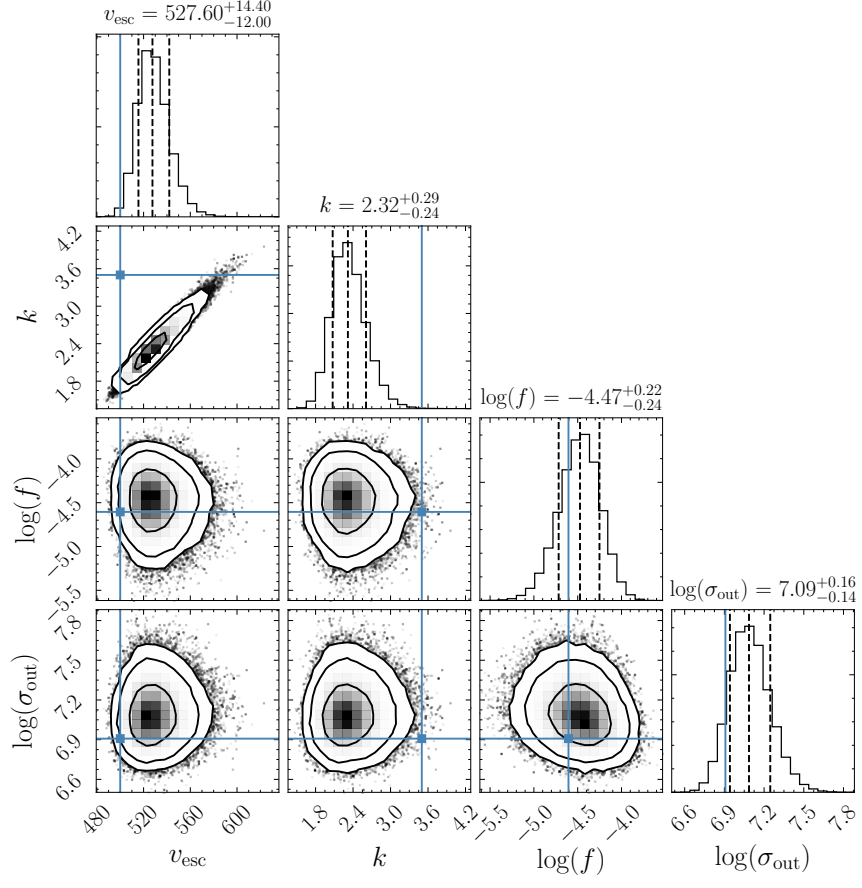 v_esc = 527.60^{+14.40}_{-12.00}
k = 2.32^{+0.29}_{-0.24}
4.2
3.6
3.0
2.4
1.8
k
log(f) = −4.47^{+0.22}_{-0.24}
−4.0
−4.5
−5.0
−5.5
log(f)
log(σ_out) = 7.09^{+0.16}_{-0.14}
7.8
7.5
7.2
6.9
6.6
log(σ_out)
480 520 560 600
1.8 2.4 3.0 3.6 4.2
−5.5 −5.0 −4.5 −4.0
6.6 6.9 7.2 7.5 7.8
v_esc k log(f) log(σ_out)